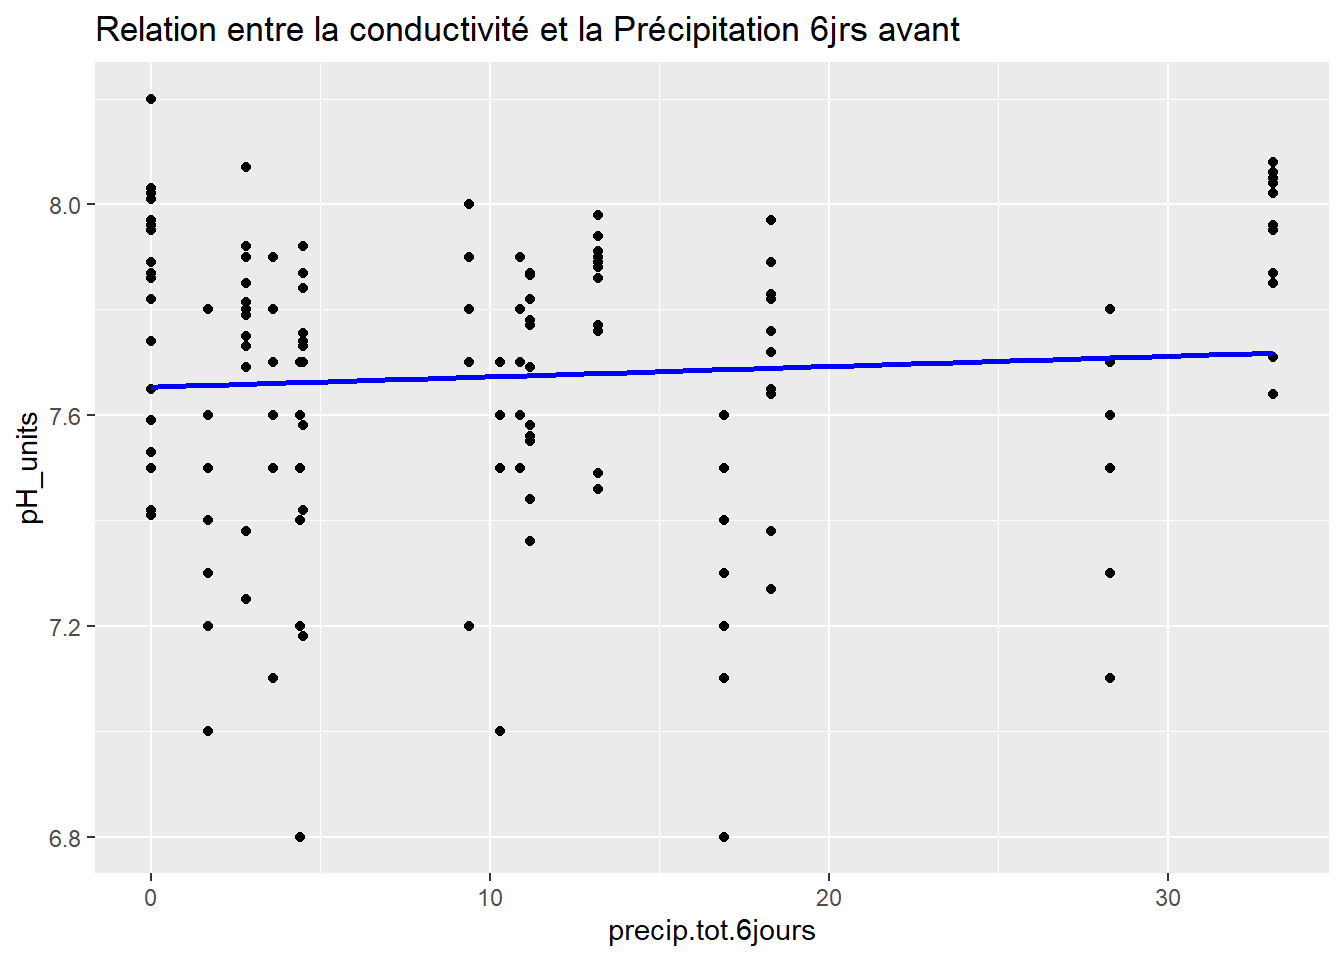 Relation entre la conductivité et la Précipitation 6jrs avant
pH_units
8.0
7.6
7.2
6.8
0
10
20
30
precip.tot.6jours